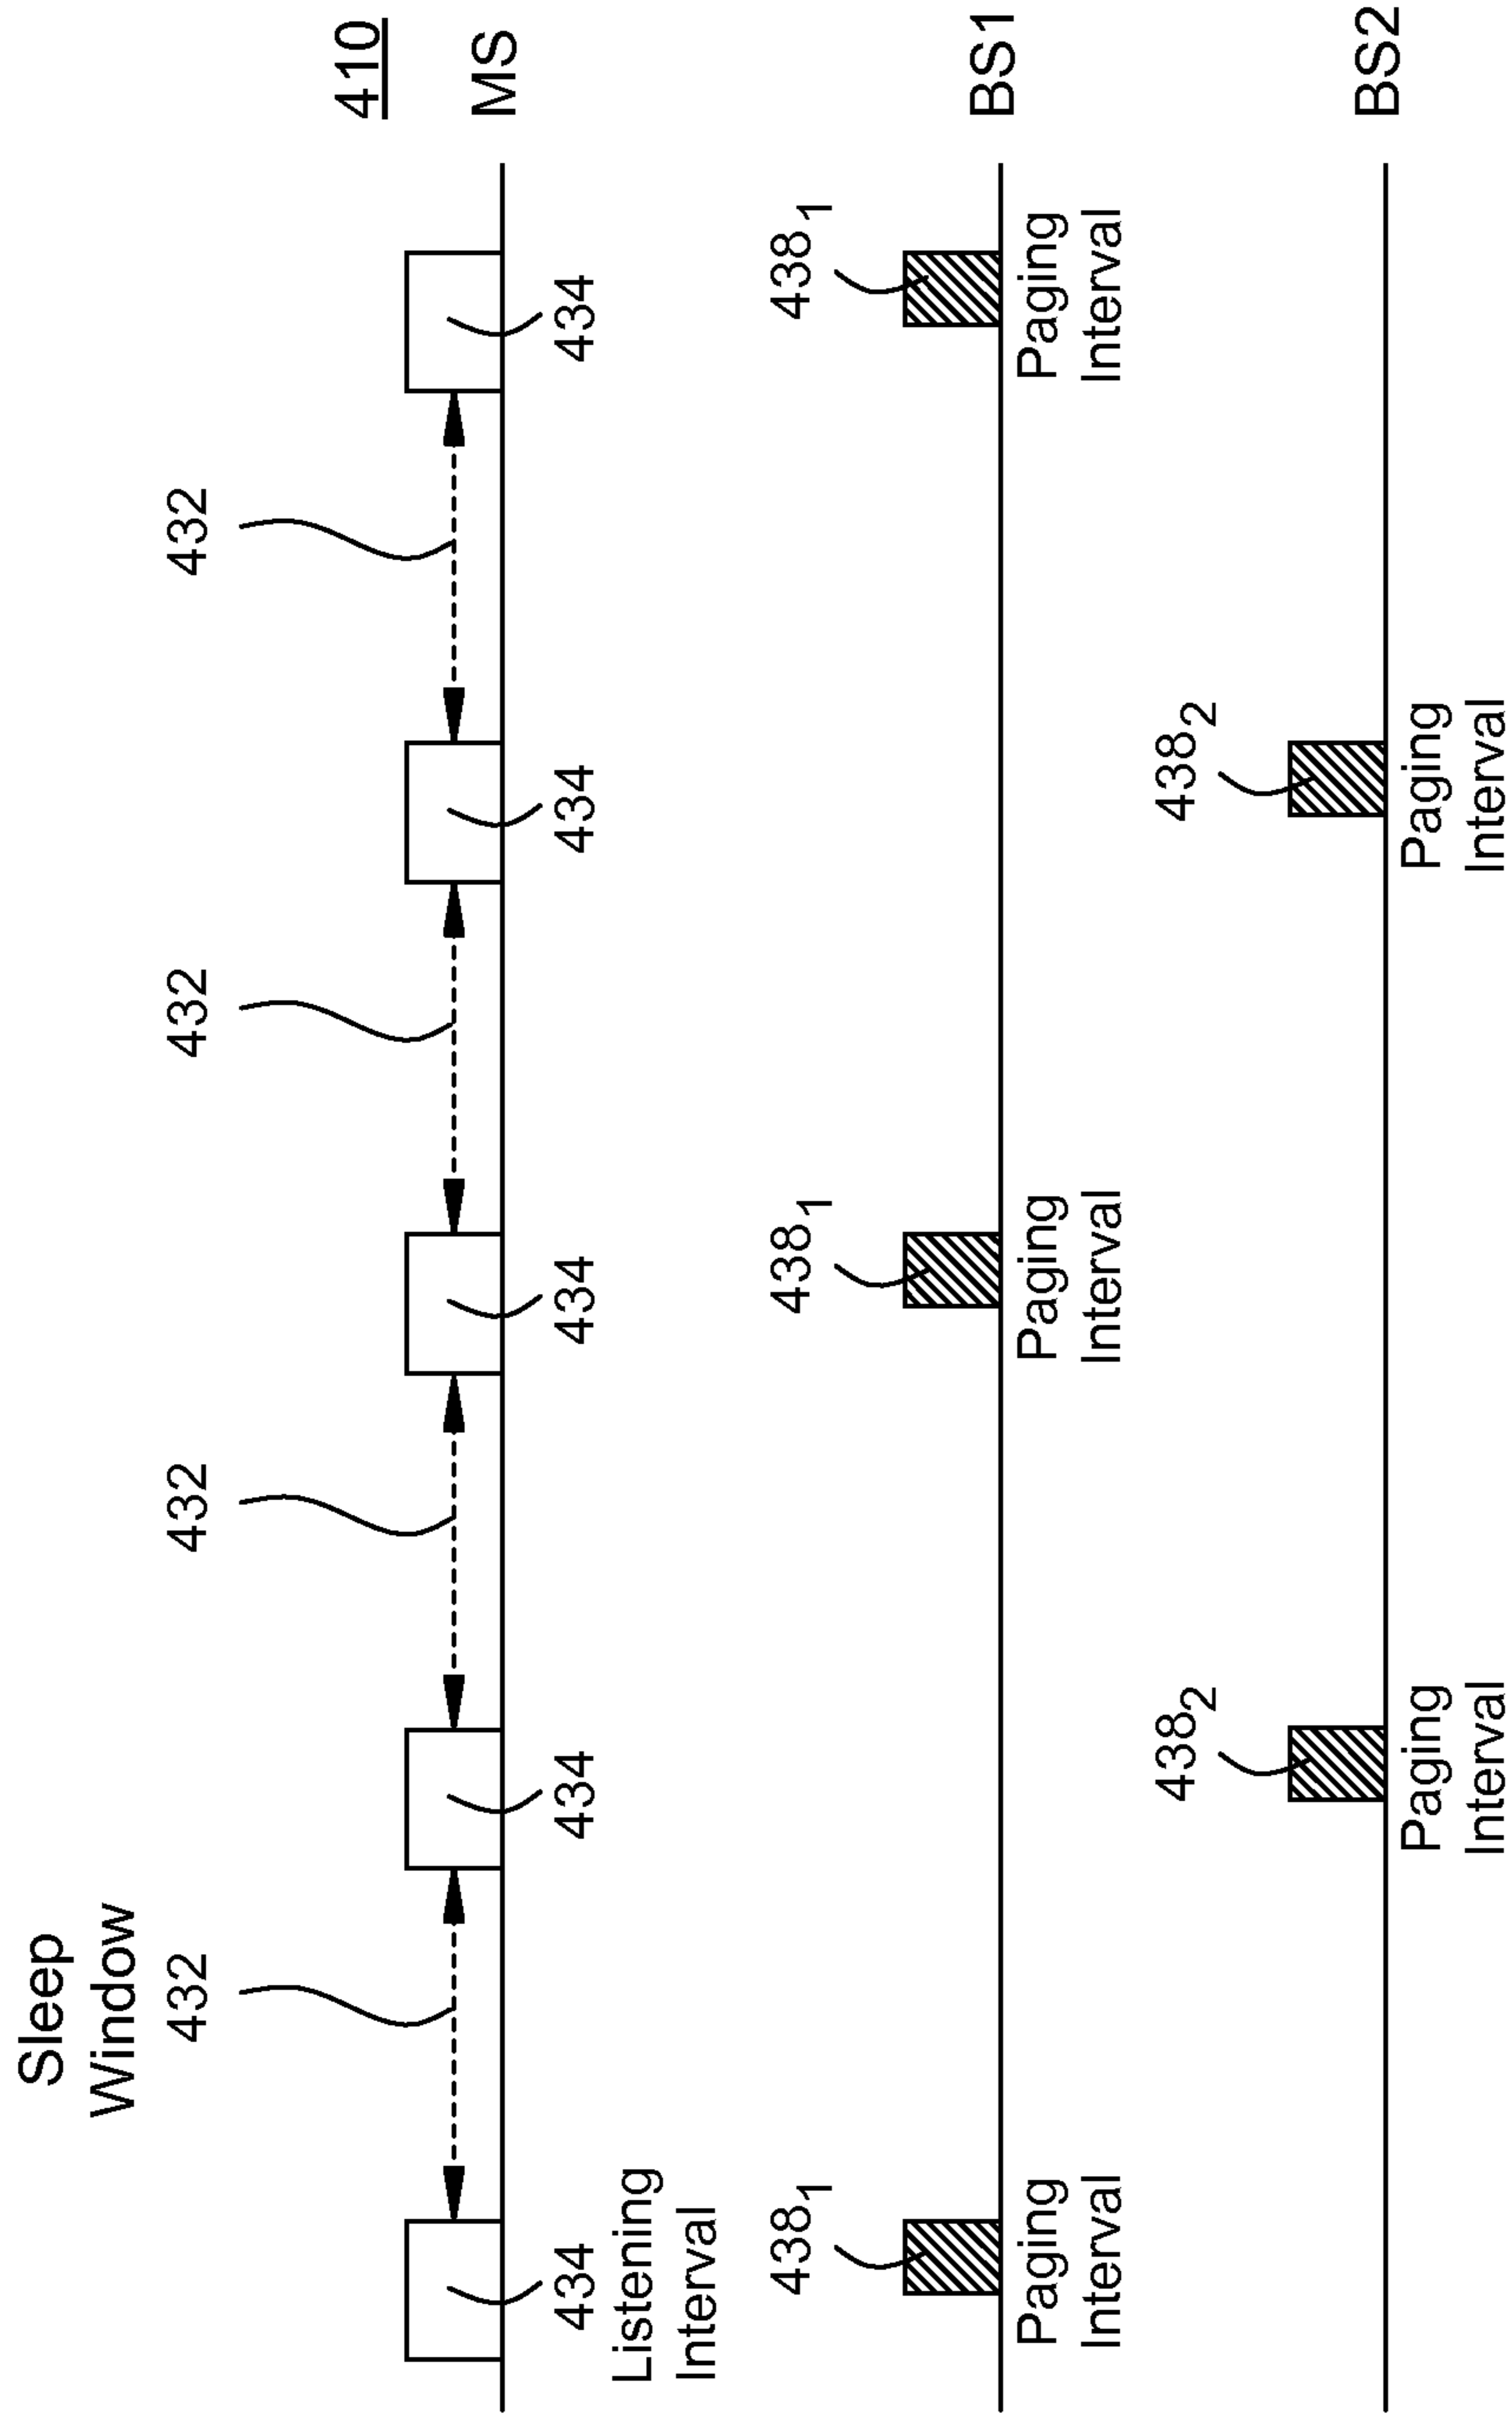 Sleep
Window
432 432 432 432
410
MS
434 434 434 434 434
Listening
Interval
438₁ 438₁ 438₁
BS1
Paging Paging Paging
Interval Interval Interval
438₂ 438₂
BS2
Paging Paging
Interval Interval